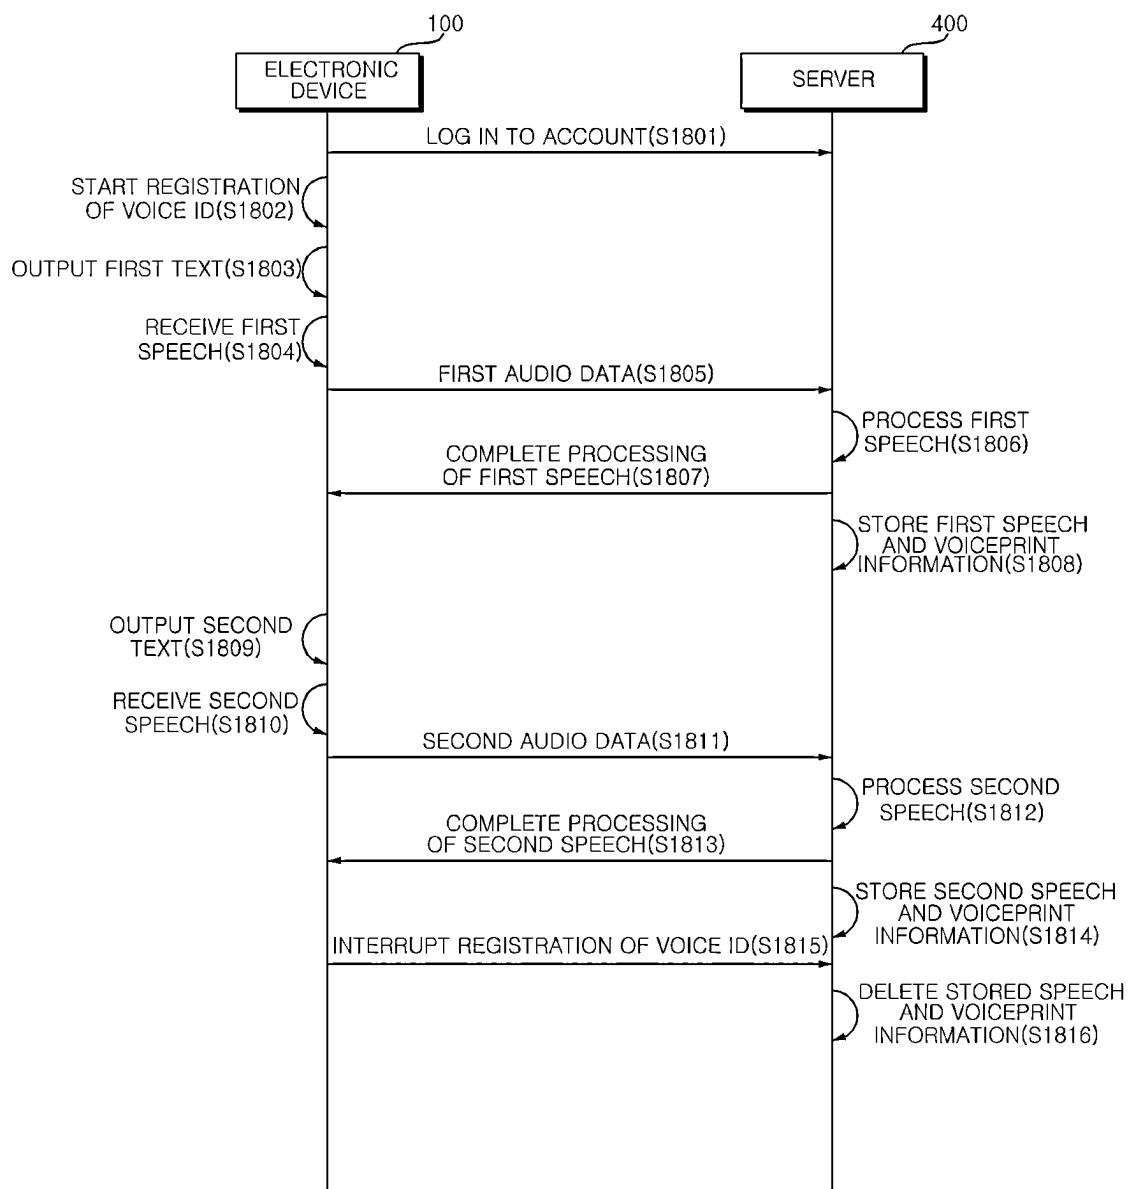 100
400
ELECTRONIC
DEVICE
SERVER
LOG IN TO ACCOUNT(S1801)
START REGISTRATION
OF VOICE ID(S1802)
OUTPUT FIRST TEXT(S1803)
RECEIVE FIRST
SPEECH(S1804)
FIRST AUDIO DATA(S1805)
PROCESS FIRST
SPEECH(S1806)
COMPLETE PROCESSING
OF FIRST SPEECH(S1807)
STORE FIRST SPEECH
AND VOICEPRINT
INFORMATION(S1808)
OUTPUT SECOND
TEXT(S1809)
RECEIVE SECOND
SPEECH(S1810)
SECOND AUDIO DATA(S1811)
PROCESS SECOND
SPEECH(S1812)
COMPLETE PROCESSING
OF SECOND SPEECH(S1813)
STORE SECOND SPEECH
AND VOICEPRINT
INFORMATION(S1814)
INTERRUPT REGISTRATION OF VOICE ID(S1815)
DELETE STORED SPEECH
AND VOICEPRINT
INFORMATION(S1816)